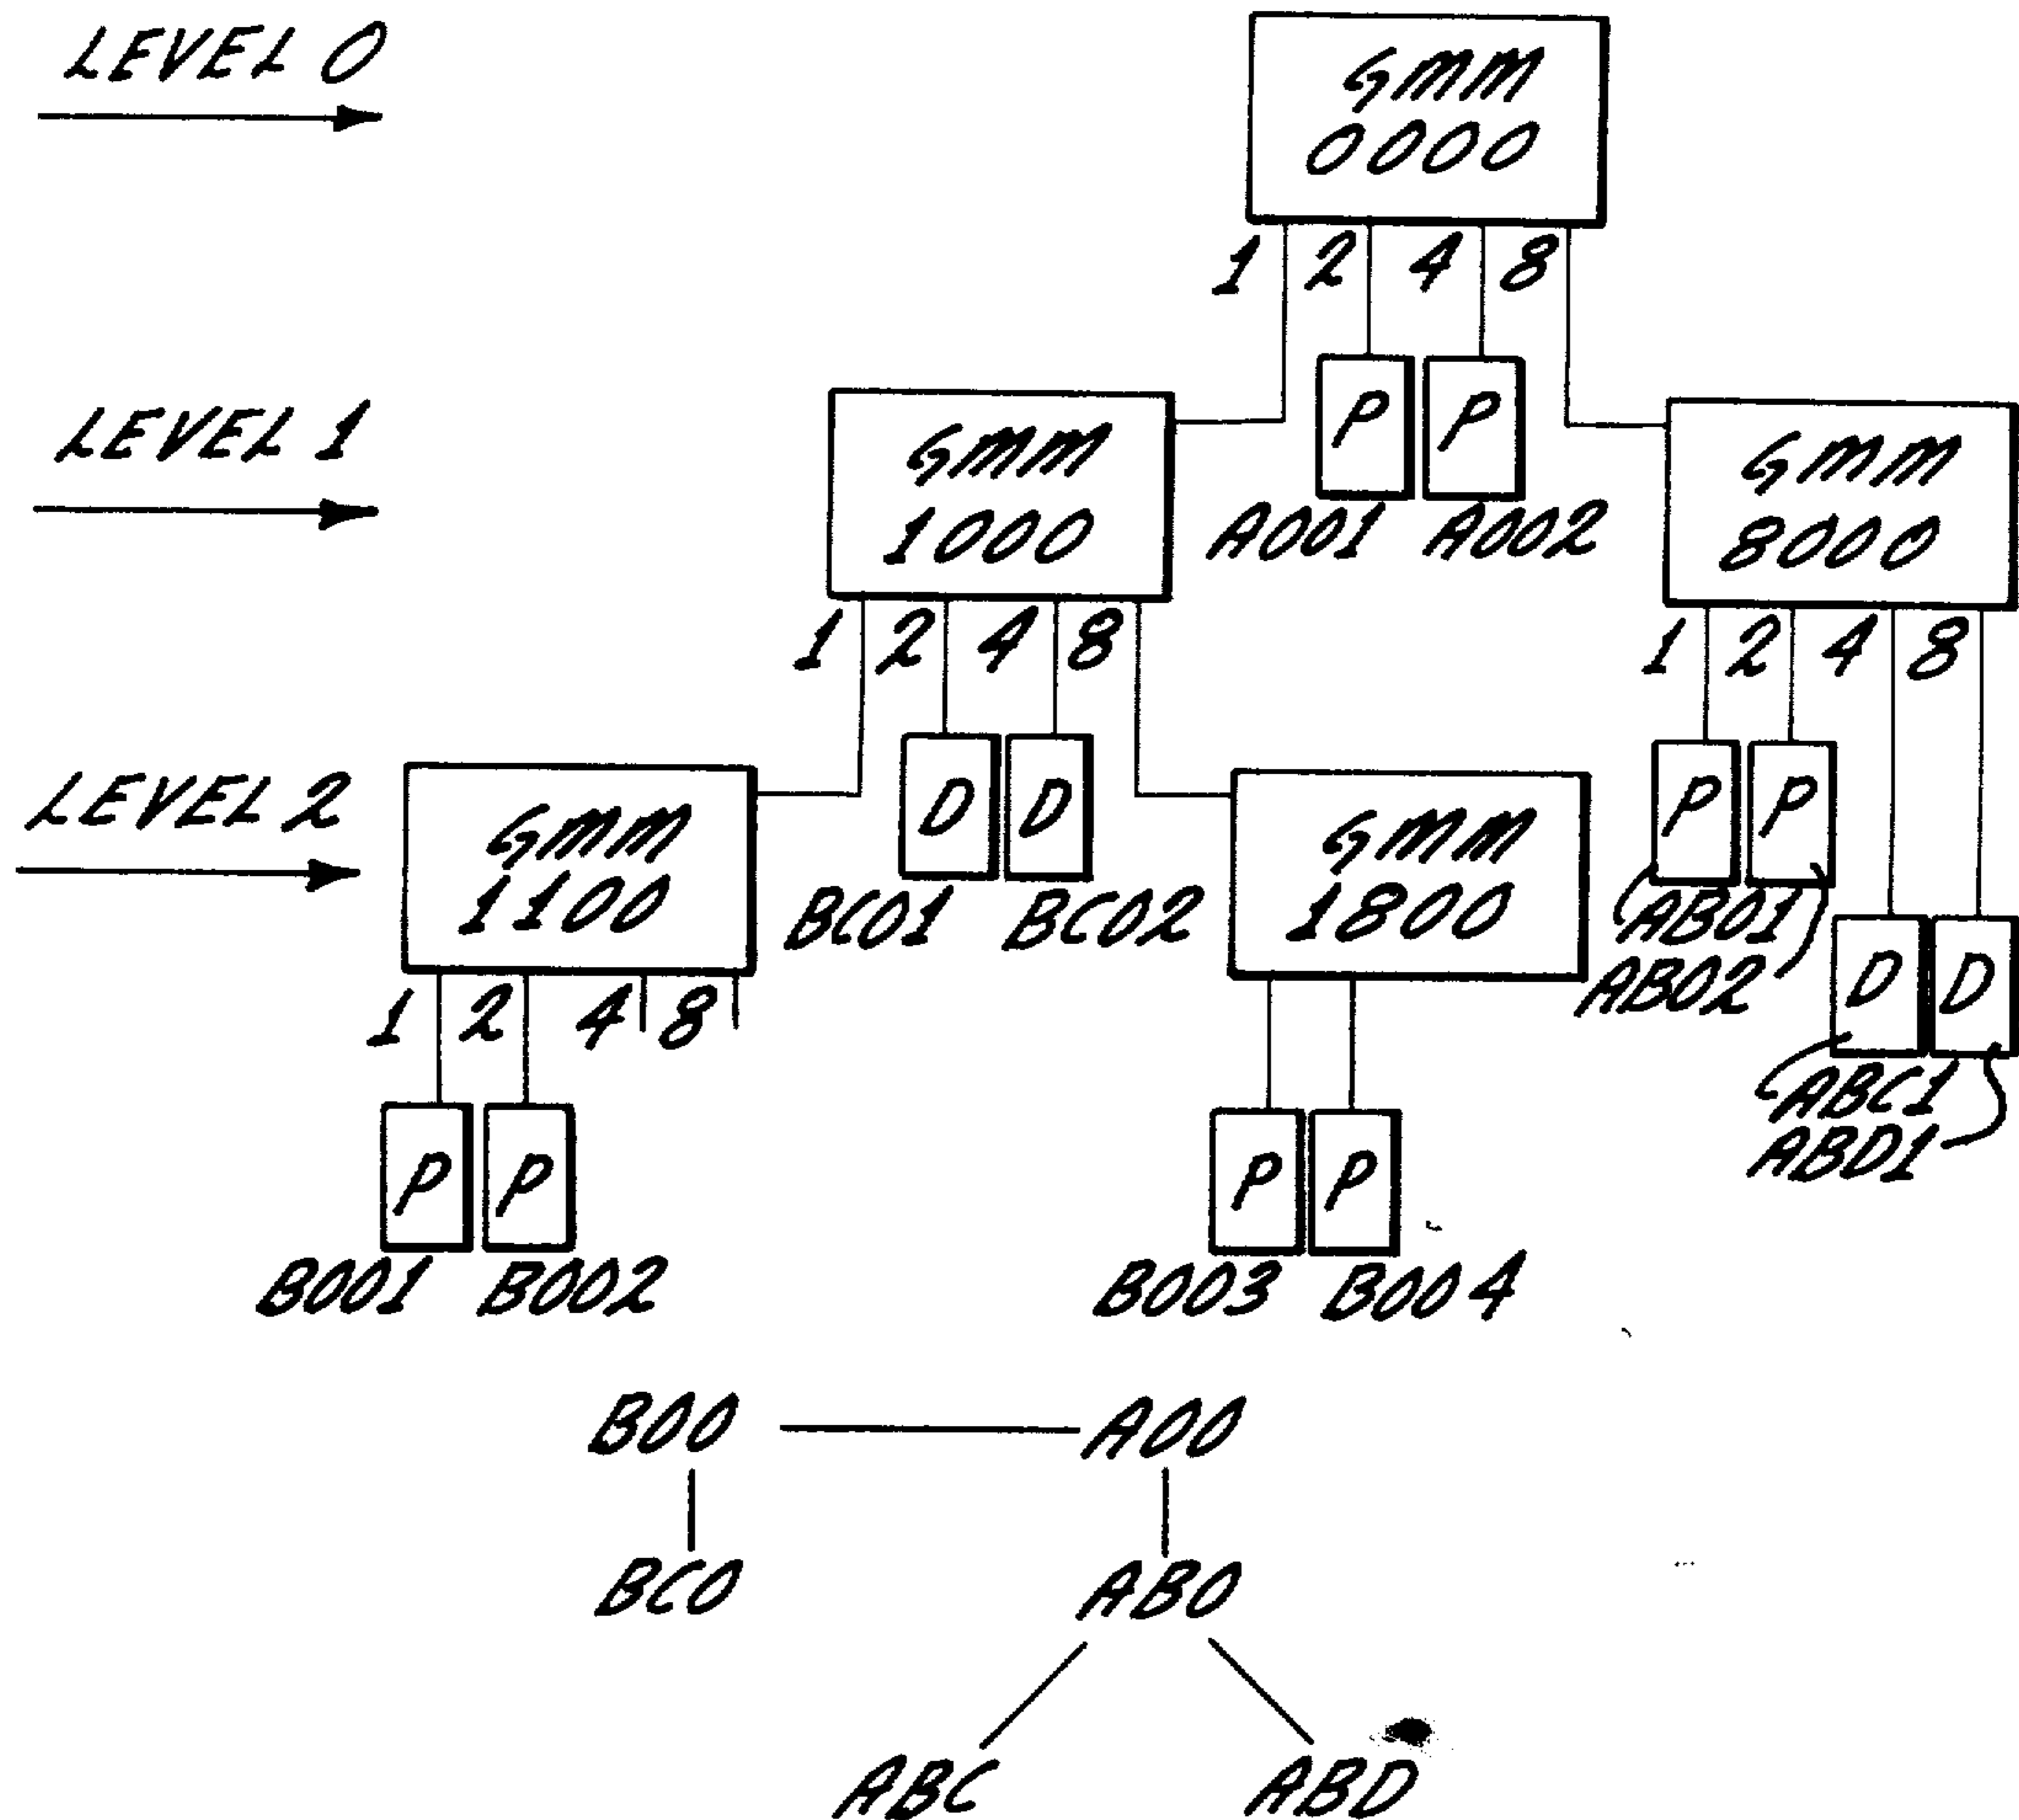 LEVEL 0
GMM
0000
1 2 4 8
LEVEL 1
GMM
1000
P P
A001 A002
GMM
8000
1 2 4 8
1 2 4 8
LEVEL 2
GMM
1100
D D
BC01 BC02
GMM
1800
P P
AB01
AB02
D D
ABC1
ABD1
1 2 4 8
P P
B001 B002
P P
B003 B004
B00 A00
BC0 AB0
ABC ABD